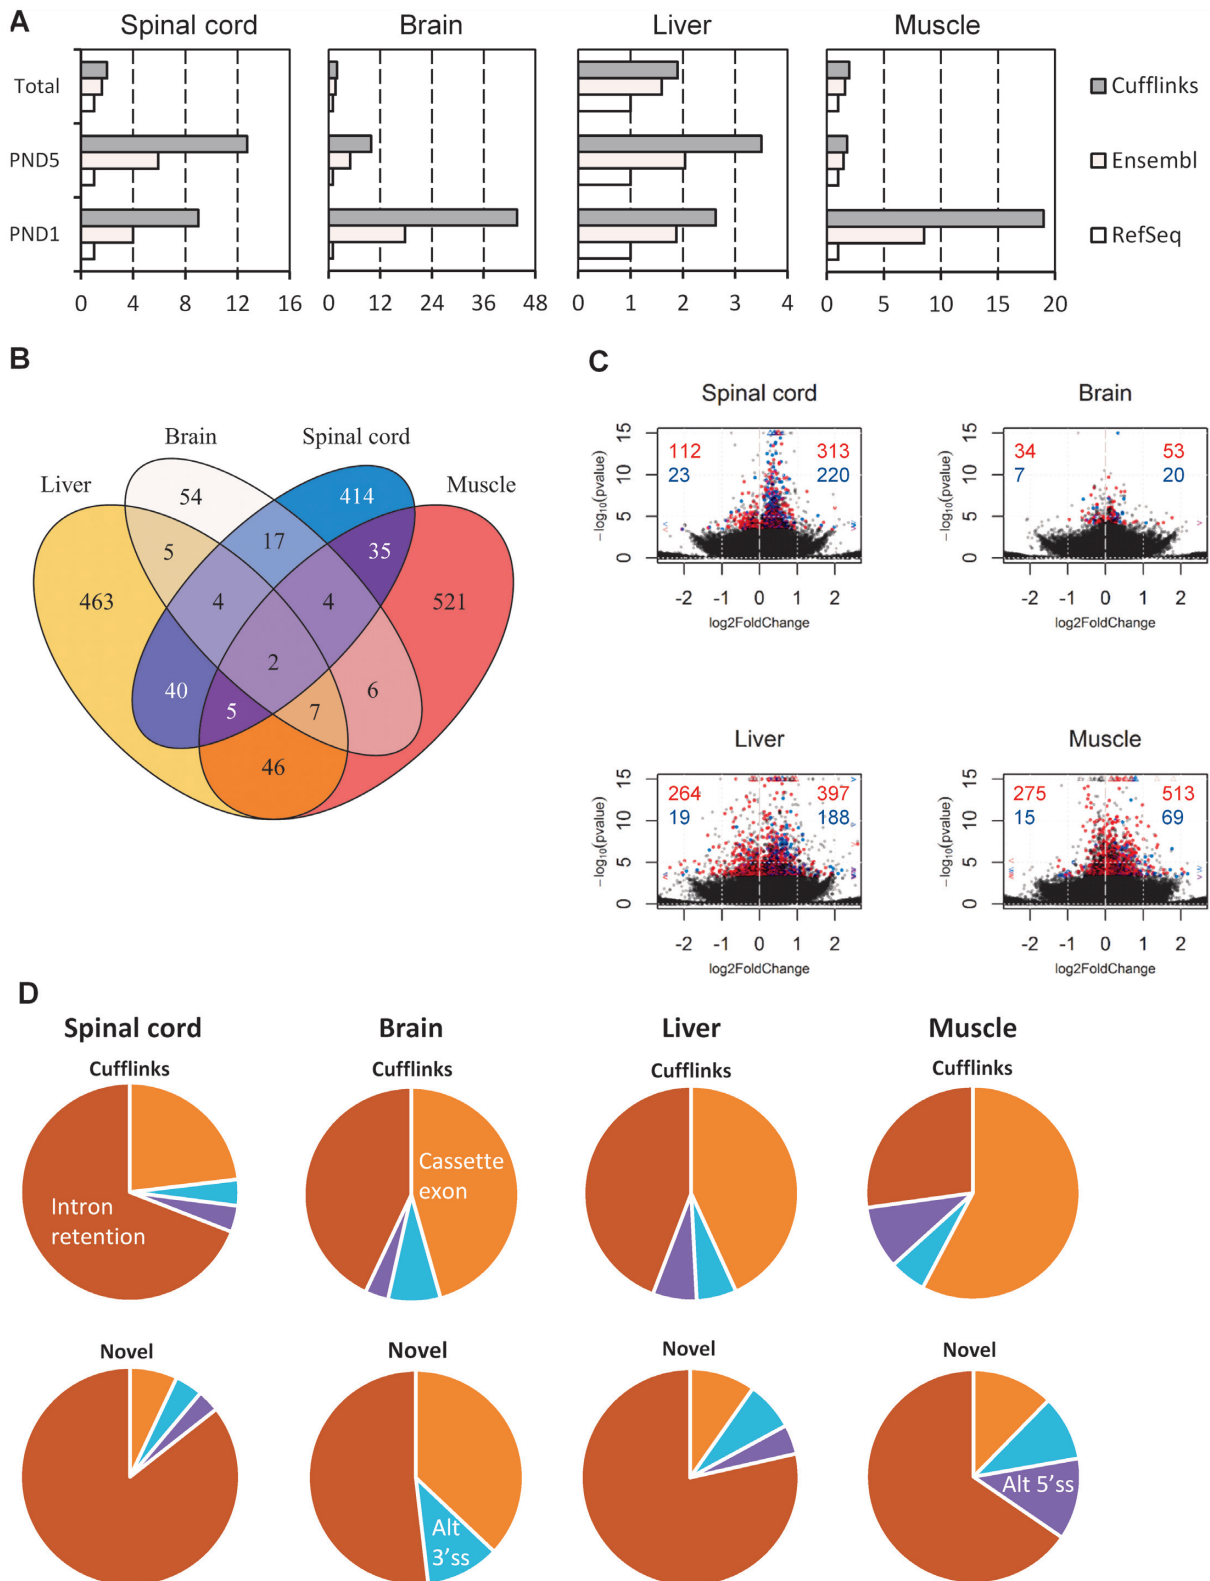 A
Spinal cord
Brain
Liver
Muscle
Total
PND5
PND1
0 4 8 12 16
0 12 24 36 48
0 1 2 3 4
0 5 10 15 20
Cufflinks
Ensembl
RefSeq
B
Liver
Brain
Spinal cord
Muscle
54
414
5
17
35
463
4
4
521
2
40
5
7
6
46
C
Spinal cord
15
10
5
0
−log10(pvalue)
112
23
313
220
-2 -1 0 1 2
log2FoldChange
Brain
15
10
5
0
−log10(pvalue)
34
7
53
20
-2 -1 0 1 2
log2FoldChange
Liver
15
10
5
0
−log10(pvalue)
264
19
397
188
-2 -1 0 1 2
log2FoldChange
Muscle
15
10
5
0
−log10(pvalue)
275
15
513
69
-2 -1 0 1 2
log2FoldChange
D
Spinal cord
Brain
Liver
Muscle
Cufflinks
Cufflinks
Cufflinks
Cufflinks
Intron
retention
Cassette
exon
Novel
Novel
Novel
Novel
Alt
3’ss
Alt 5’ss